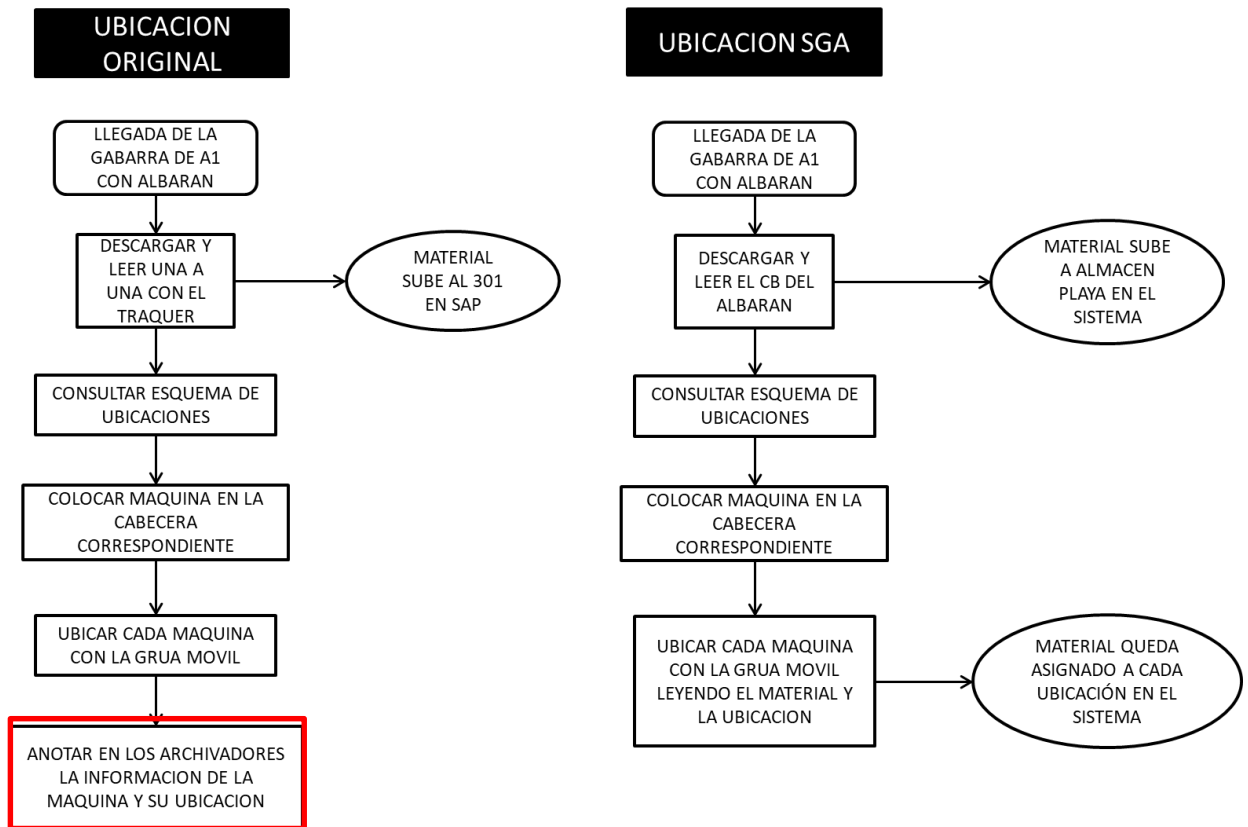 UBICACION
ORIGINAL
LLEGADA DE LA
GABARRA DE A1
CON ALBARAN
DESCARGAR Y
LEER UNA A
UNA CON EL
TRAQUER
MATERIAL
SUBE AL 301
EN SAP
CONSULTAR ESQUEMA DE
UBICACIONES
COLOCAR MAQUINA EN LA
CABECERA
CORRESPONDIENTE
UBICAR CADA MAQUINA
CON LA GRUA MOVIL
ANOTAR EN LOS ARCHIVADORES
LA INFORMACION DE LA
MAQUINA Y SU UBICACION
UBICACION SGA
LLEGADA DE LA
GABARRA DE A1
CON ALBARAN
DESCARGAR Y
LEER EL CB DEL
ALBARAN
MATERIAL SUBE
A ALMACEN
PLAYA EN EL
SISTEMA
CONSULTAR ESQUEMA DE
UBICACIONES
COLOCAR MAQUINA EN LA
CABECERA
CORRESPONDIENTE
UBICAR CADA MAQUINA
CON LA GRUA MOVIL
LEYENDO EL MATERIAL Y
LA UBICACION
MATERIAL QUEDA
ASIGNADO A CADA
UBICACIÓN EN EL
SISTEMA